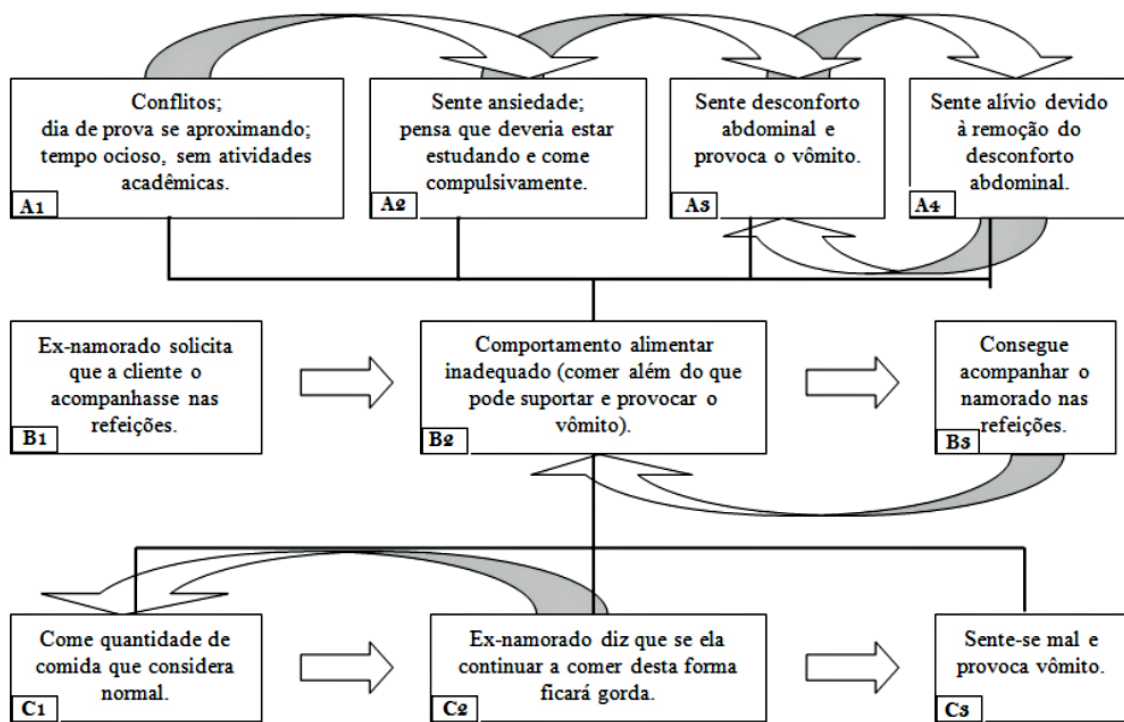 Conflitos;
dia de prova se aproximando;
tempo ocioso, sem atividades
acadêmicas.
A1
Sente ansiedade;
pensa que deveria estar
estudando e come
compulsivamente.
A2
Sente desconforto
abdominal e
provoca o vômito.
A3
Sente alívio devido
à remoção do
desconforto
abdominal.
A4
Ex-namorado solicita
que a cliente o
acompanhasse nas
refeições.
B1
Comportamento alimentar
inadequado (comer além do que
pode suportar e provocar o
vômito).
B2
Consegue
acompanhar o
namorado nas
refeições.
B3
Come quantidade de
comida que considera
normal.
C1
Ex-namorado diz que se ela
continuar a comer desta forma
ficará gorda.
C2
Sente-se mal e
provoca vômito.
C3